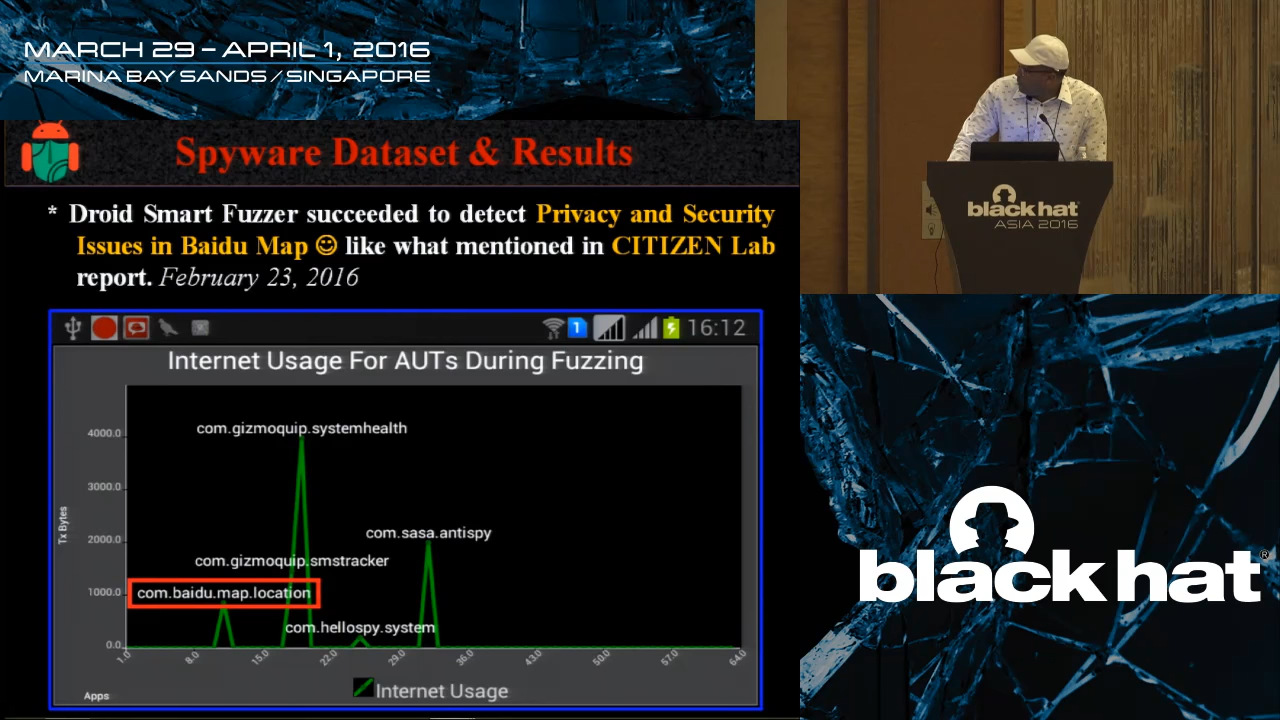 MARCH 29 – APRIL 1, 2016
MARINA BAY SANDS / SINGAPORE
Spyware Dataset & Results
* Droid Smart Fuzzer succeeded to detect Privacy and Security
Issues in Baidu Map ☺ like what mentioned in CITIZEN Lab
report. February 23, 2016
1
16:12
Internet Usage For AUTs During Fuzzing
com.gizmoquip.systemhealth
4000.0
3000.0
com.sasa.antispy
2000.0
com.gizmoquip.smstracker
com.baidu.map.location
1000.0
com.hellospy.system
0.0
Tx Bytes
1.0 8.0 15.0 22.0 29.0 36.0 43.0 50.0 57.0 64.0
Apps
Internet Usage
black hat
ASIA 2016
black hat®